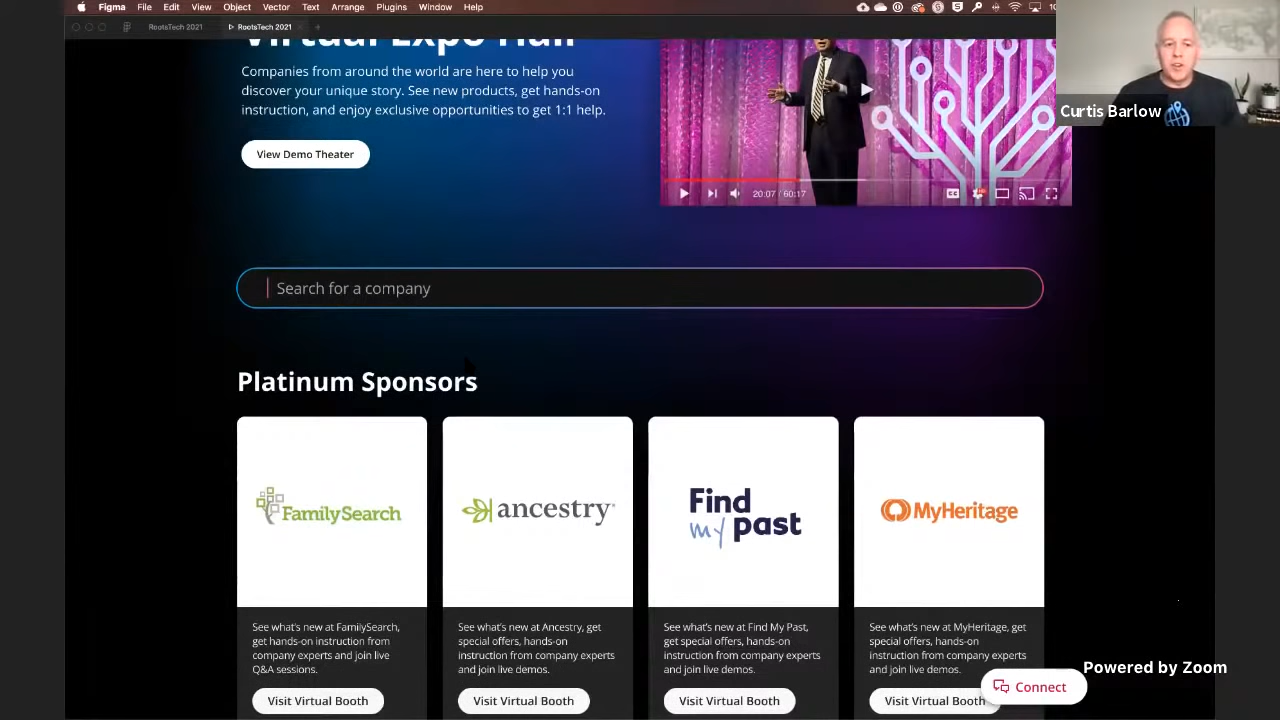 Figma File Edit View Object Vector Text Arrange Plugins Window Help
RootsTech 2021
RootsTech 2021
Virtual Expo Hall
Companies from around the world are here to help you
discover your unique story. See new products, get hands-on
instruction, and enjoy exclusive opportunities to get 1:1 help.
View Demo Theater
20:07 / 60:17
Curtis Barlow
Search for a company
Platinum Sponsors
FamilySearch
ancestry
Find
my past
MyHeritage
See what's new at FamilySearch,
get hands-on instruction from
company experts and join live
Q&A sessions.
Visit Virtual Booth
See what's new at Ancestry, get
special offers, hands-on
instruction from company experts
and join live demos.
Visit Virtual Booth
See what's new at Find My Past,
get special offers, hands-on
instruction from company experts
and join live demos.
Visit Virtual Booth
See what's new at MyHeritage, get
special offers, hands-on
instruction from company experts
and join live demos.
Visit Virtual Booth
Connect
Powered by Zoom